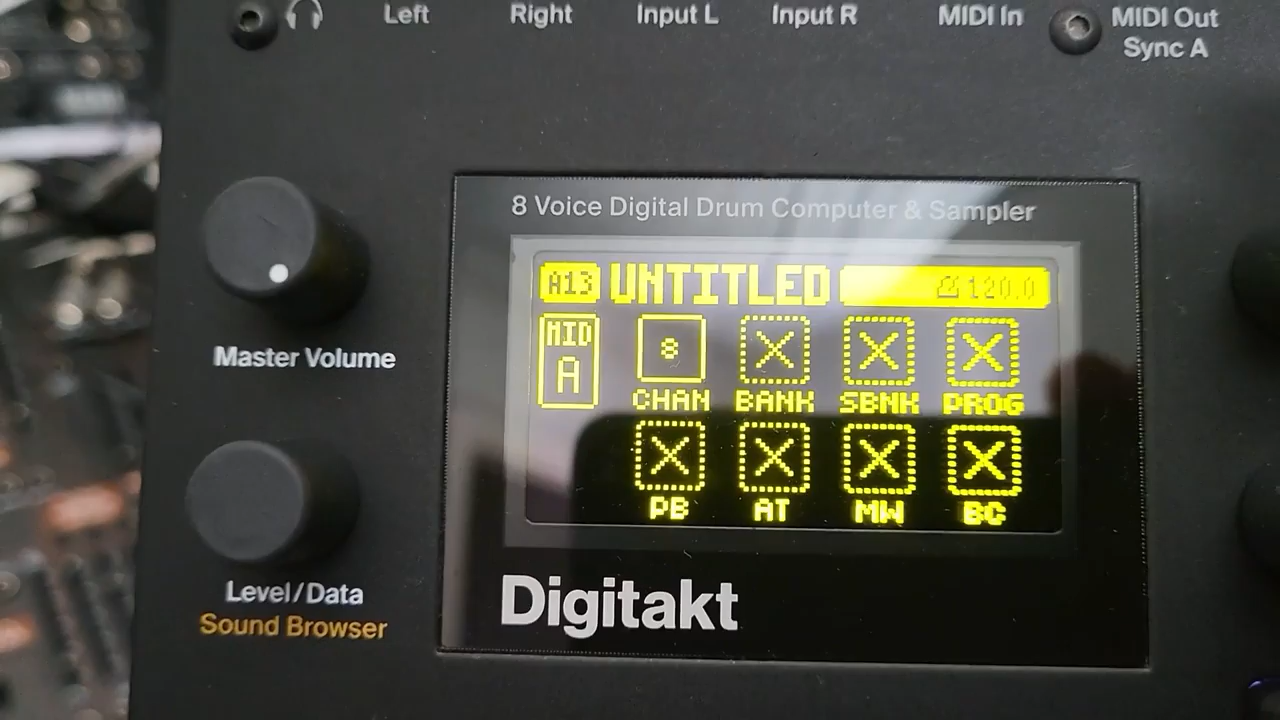 Left Right Input L Input R MIDI In MIDI Out
Sync A
8 Voice Digital Drum Computer & Sampler
A13 UNTITLED 120.0
MID
A
8
CHAN BANK SBNK PROG
PB AT MW BC
Master Volume
Level/Data
Sound Browser
Digitakt